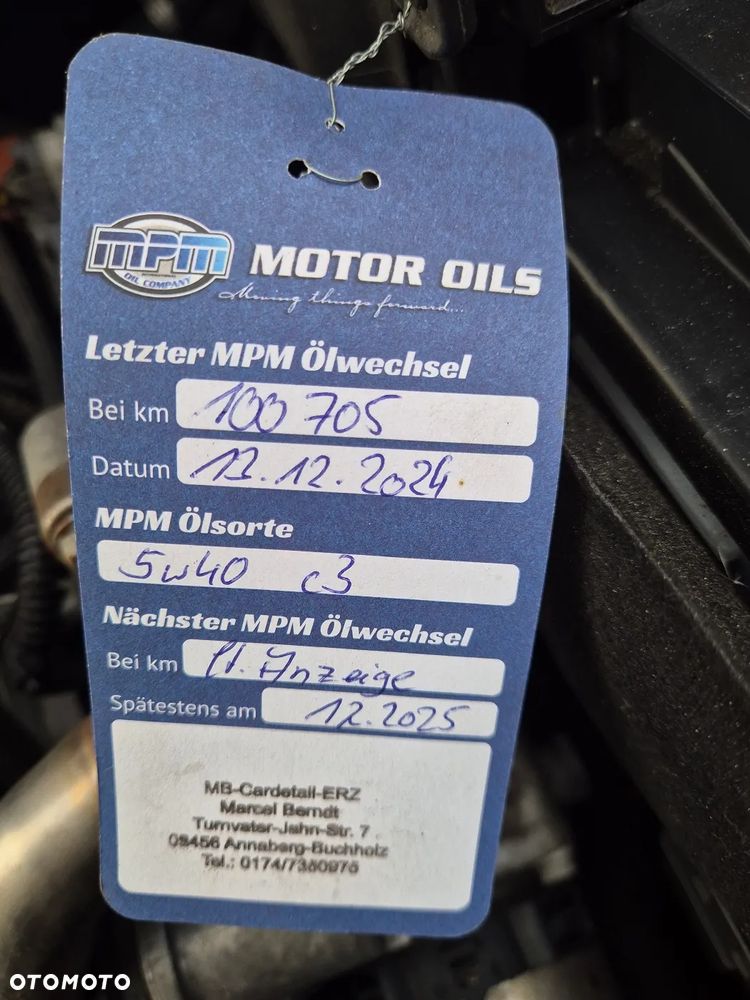 MPM
OIL COMPANY
MOTOR OILS
Moving things forward...
Letzter MPM Ölwechsel
Bei km 100 705
Datum 13.12.2024
MPM Ölsorte
5w40 c3
Nächster MPM Ölwechsel
Bei km Anzeige
Spätestens am 12.2025
MB-Cardetail-ERZ
Marcel Berndt
Turnvater-Jahn-Str. 7
09456 Annaberg-Buchholz
Tel.: 0174/7380975
OTOMOTO